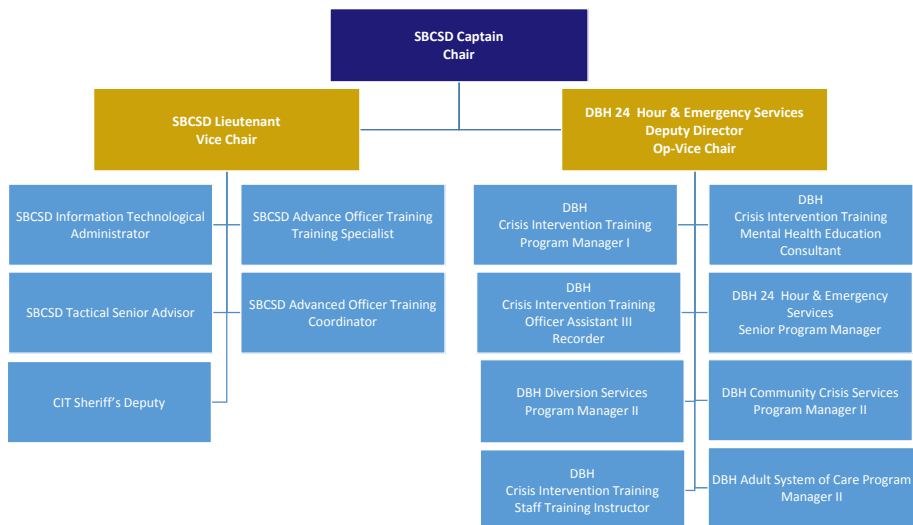 SBCSD Captain
Chair
SBCSD Lieutenant
Vice Chair
DBH 24  Hour & Emergency Services
Deputy Director
Op-Vice Chair
SBCSD Information Technological
Administrator
SBCSD Advance Officer Training
Training Specialist
SBCSD Tactical Senior Advisor
SBCSD Advanced Officer Training
Coordinator
CIT Sheriff’s Deputy
DBH
Crisis Intervention Training
Program Manager I
DBH
Crisis Intervention Training
Mental Health Education
Consultant
DBH
Crisis Intervention Training
Officer Assistant III
Recorder
DBH 24  Hour & Emergency
Services
Senior Program Manager
DBH Diversion Services
Program Manager II
DBH Community Crisis Services
Program Manager II
DBH
Crisis Intervention Training
Staff Training Instructor
DBH Adult System of Care Program
Manager II